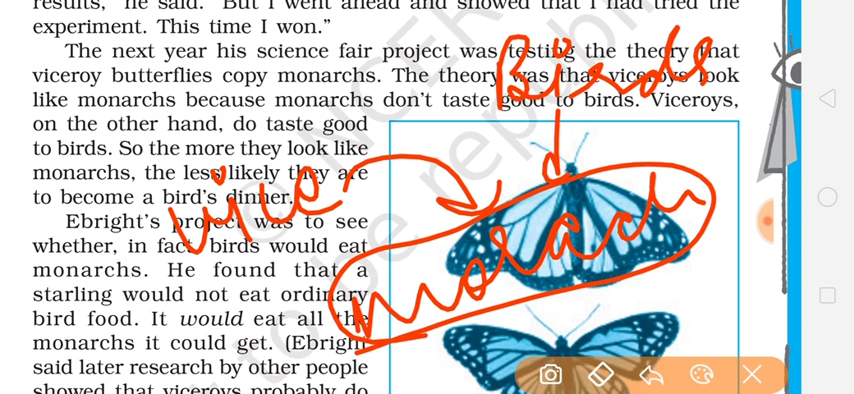 results," he said. "But I went ahead and showed that I had tried the
experiment. This time I won."
The next year his science fair project was testing the theory that
viceroy butterflies copy monarchs. The theory was that viceroys look
like monarchs because monarchs don't taste good to birds. Viceroys,
on the other hand, do taste good
to birds. So the more they look like
monarchs, the less likely they are
to become a bird's dinner.
Ebright's project was to see
whether, in fact, birds would eat
monarchs. He found that a
starling would not eat ordinary
bird food. It would eat all the
monarchs it could get. (Ebright
said later research by other people
showed that viceroys probably do
Birds